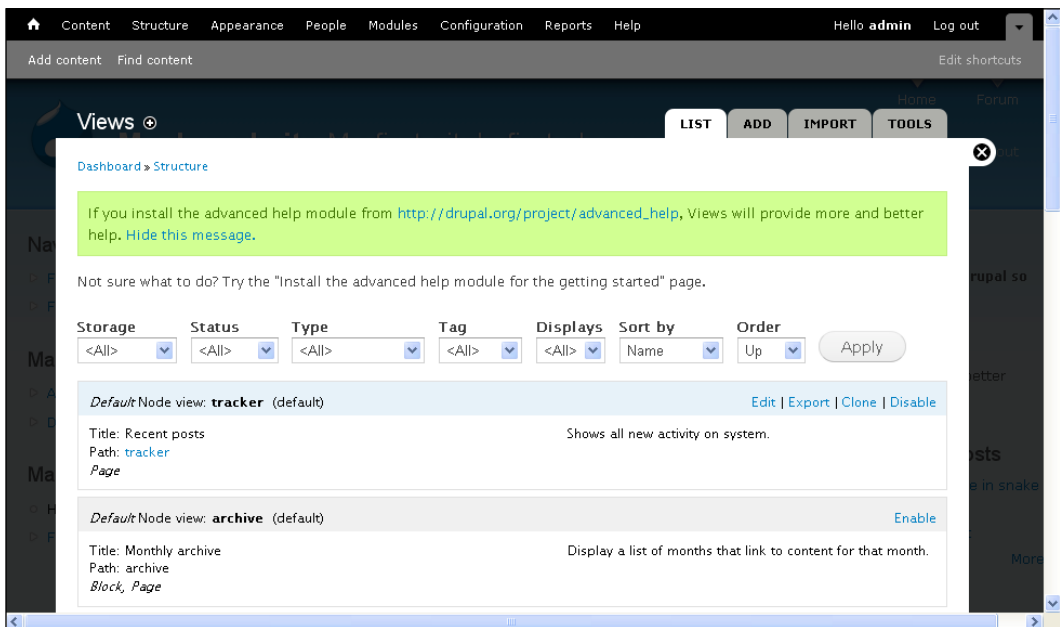 Content Structure Appearance People Modules Configuration Reports Help Hello admin Log out
Add content Find content Edit shortcuts
Home Forum
Views
LIST ADD IMPORT TOOLS
Dashboard » Structure
If you install the advanced help module from http://drupal.org/project/advanced_help, Views will provide more and better
help. Hide this message.
Not sure what to do? Try the "Install the advanced help module for the getting started" page.
Storage Status Type Tag Displays Sort by Order
<All> <All> <All> <All> <All> Name Up Apply
Default Node view: tracker (default) Edit | Export | Clone | Disable
Title: Recent posts Shows all new activity on system.
Path: tracker
Page
Default Node view: archive (default) Enable
Title: Monthly archive Display a list of months that link to content for that month.
Path: archive
Block, Page
in snake
More